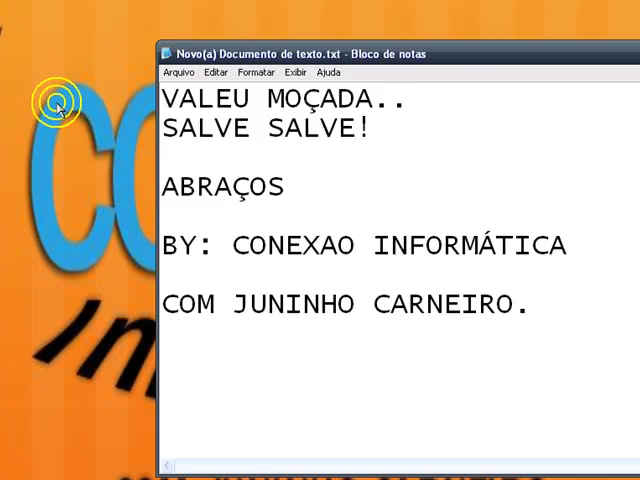 Novo(a) Documento de texto.txt - Bloco de notas
Arquivo Editar Formatar Exibir Ajuda
VALEU MOÇADA..
SALVE SALVE!
ABRAÇOS
BY: CONEXAO INFORMÁTICA
COM JUNINHO CARNEIRO.
CO